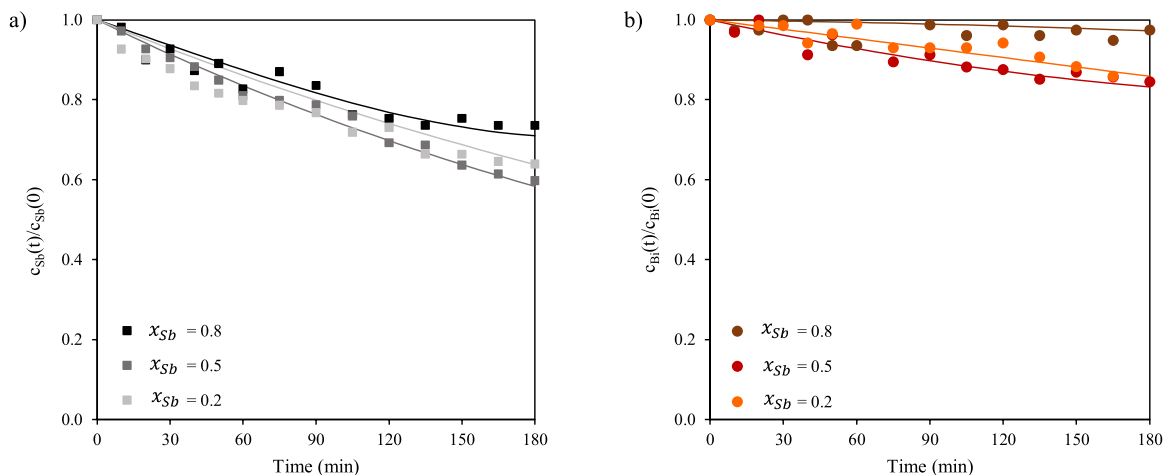 a)
1.0
0.8
0.6
0.4
0.2
0.0
c_Sb(t)/c_Sb(0)
x_Sb = 0.8
x_Sb = 0.5
x_Sb = 0.2
0 30 60 90 120 150 180
Time (min)
b)
1.0
0.8
0.6
0.4
0.2
0.0
c_Bi(t)/c_Bi(0)
x_Sb = 0.8
x_Sb = 0.5
x_Sb = 0.2
0 30 60 90 120 150 180
Time (min)